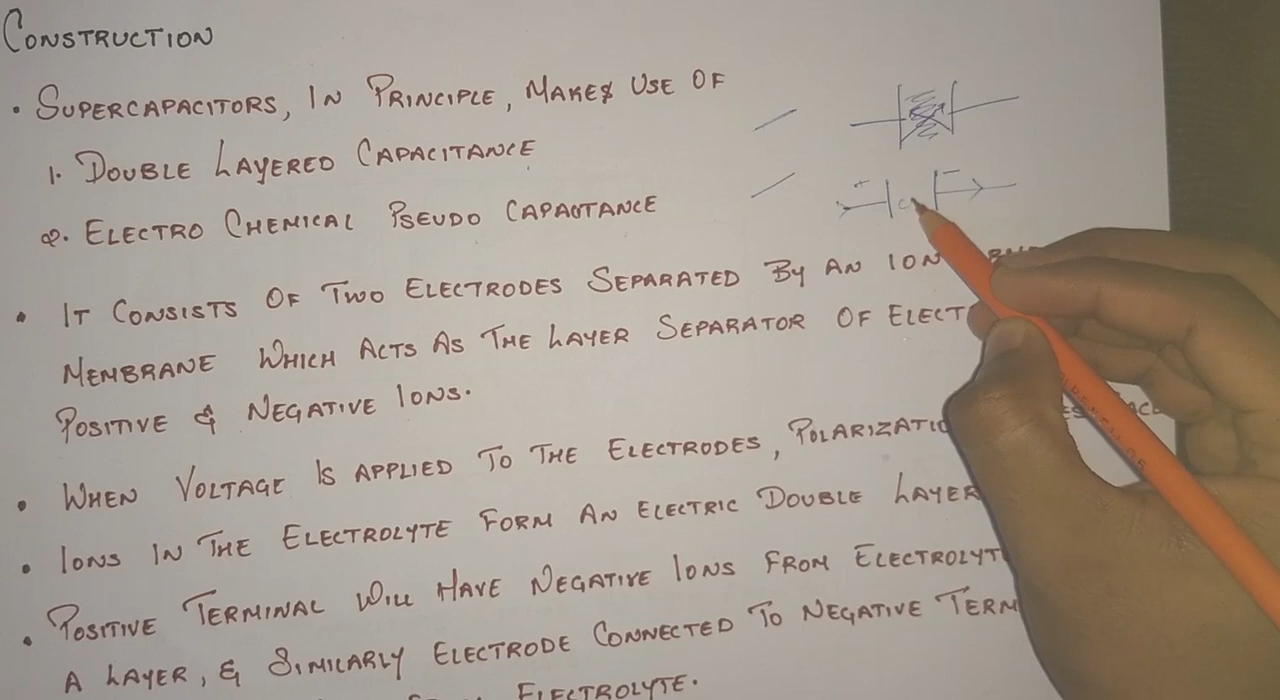 CONSTRUCTION
• SUPERCAPACITORS, IN PRINCIPLE, MAKES USE OF
1. DOUBLE LAYERED CAPACITANCE
2. ELECTRO CHEMICAL PSEUDO CAPACITANCE
• IT CONSISTS OF TWO ELECTRODES SEPARATED BY AN ION
MEMBRANE WHICH ACTS AS THE LAYER SEPARATOR OF ELECT
POSITIVE & NEGATIVE IONS.
• WHEN VOLTAGE IS APPLIED TO THE ELECTRODES, POLARIZATIO
• IONS IN THE ELECTROLYTE FORM AN ELECTRIC DOUBLE LAYER
• POSITIVE TERMINAL WILL HAVE NEGATIVE IONS FROM ELECTROLYT
A LAYER, & SIMILARLY ELECTRODE CONNECTED TO NEGATIVE TERM
ELECTROLYTE.